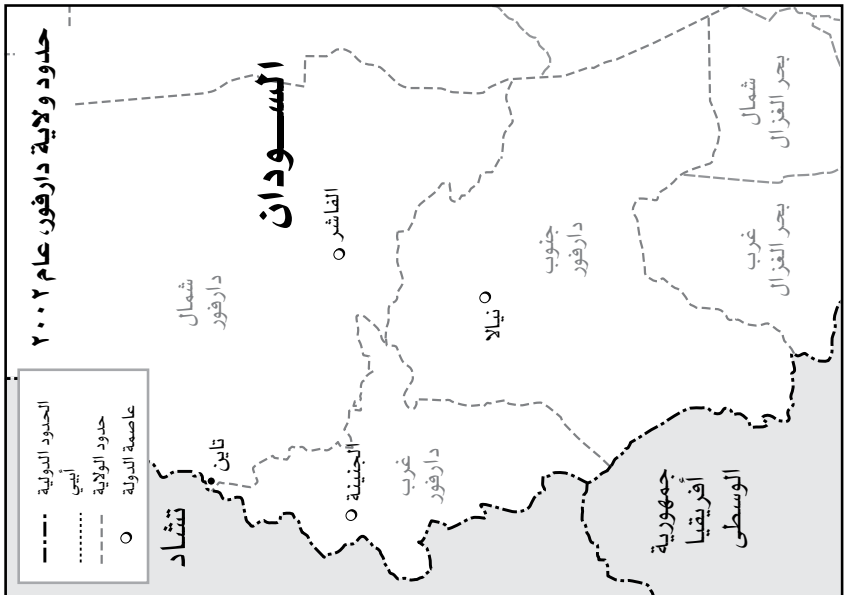 حدود ولاية دارفور، عام ٢٠٠٢
السودان
شمال
دارفور
الفاشر
جنوب
دارفور
نيالا
شمال
بحر الغزال
غرب
بحر الغزال
تاين
الجنينة
غرب
دارفور
تشاد
جمهورية
أفريقيا
الوسطى
الحدود الدولية
أبيي
حدود الولاية
عاصمة الدولة